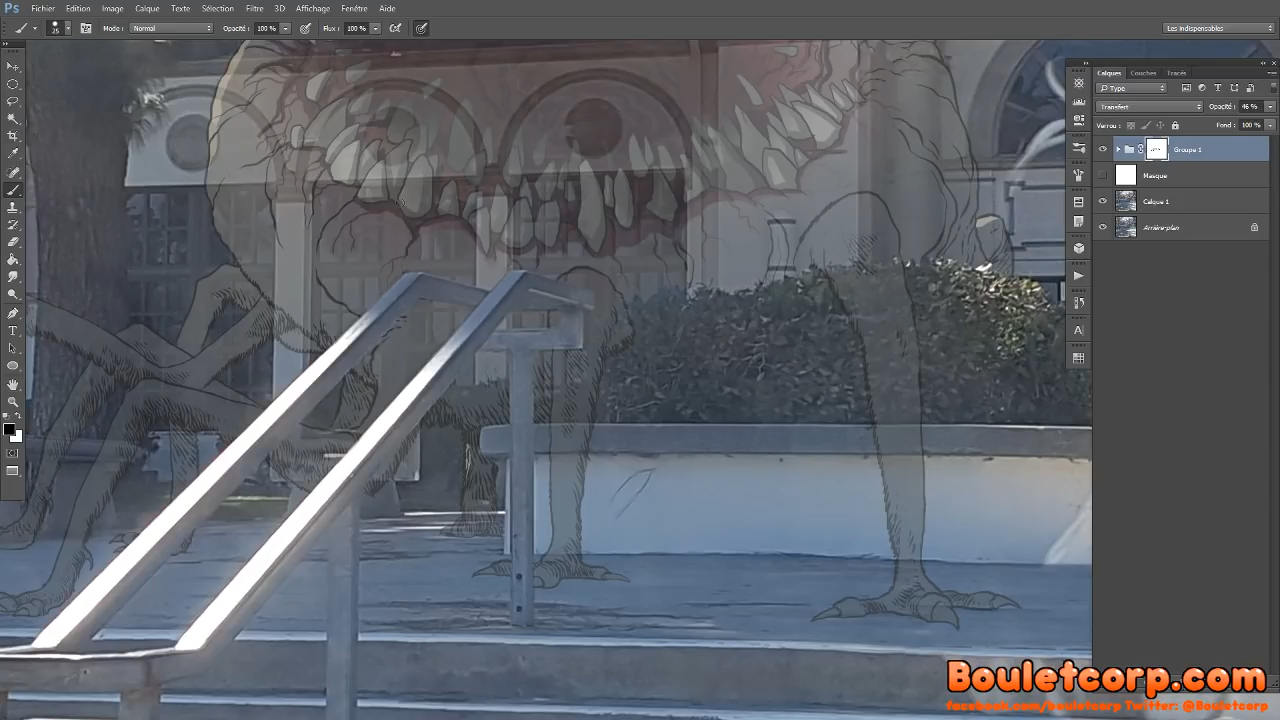 Ps Fichier Edition Image Calque Texte Sélection Filtre 3D Affichage Fenêtre Aide
25 Mode : Normal Opacité : 100 % Flux : 100 % Les indispensables
Calques Couches Tracés
Type
Transfert Opacité : 46 %
Verrou : Fond : 100 %
Groupe 1
Masque
Calque 1
Arrière-plan
Bouletcorp.com
facebook.com/bouletcorp Twitter: @Bouletcorp